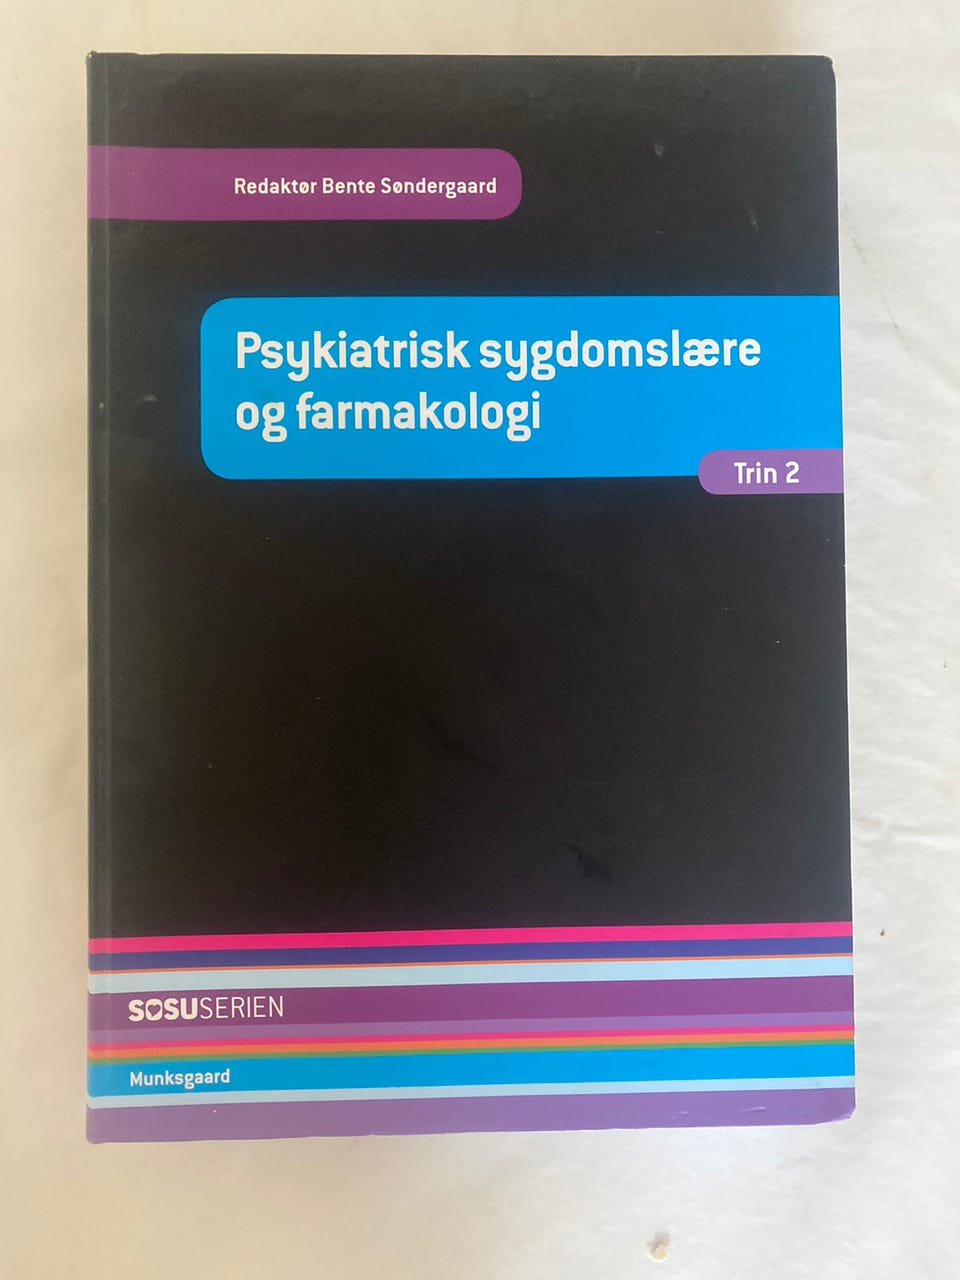 Redaktør Bente Søndergaard
Psykiatrisk sygdomslære
og farmakologi
Trin 2
SOSUSERIEN
Munksgaard